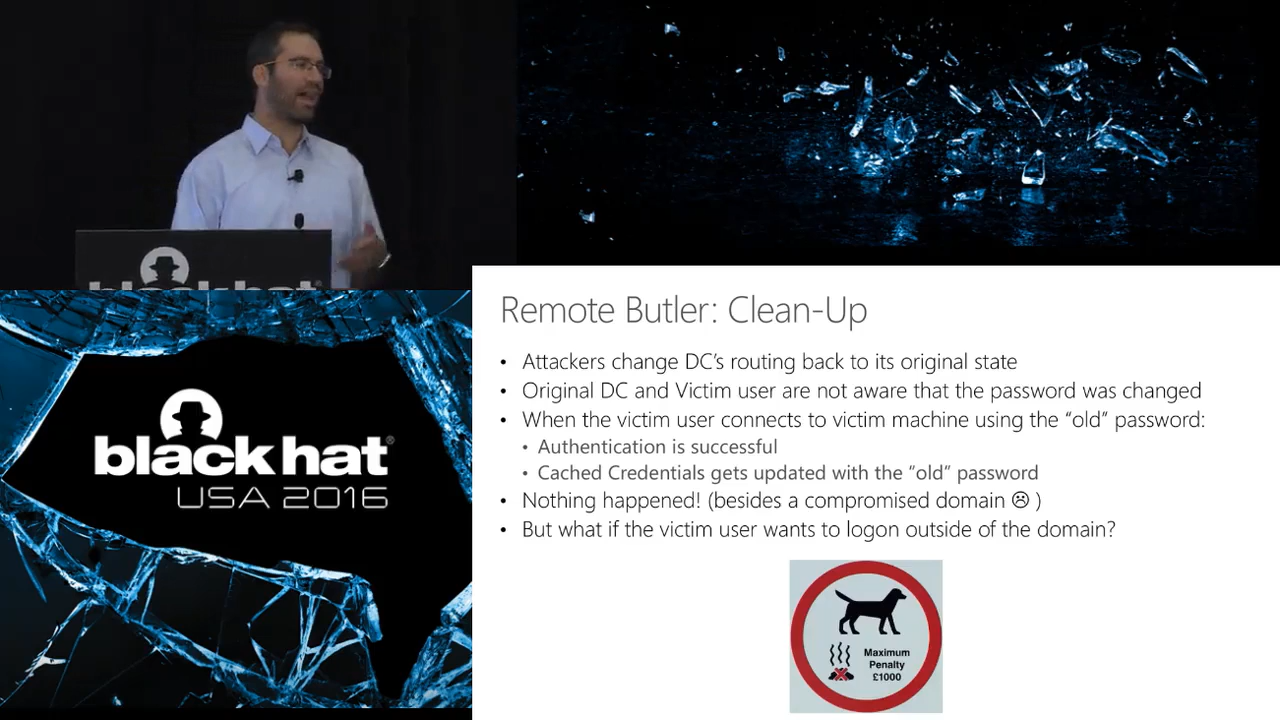 black hat
black hat®
USA 2016
Remote Butler: Clean-Up
• Attackers change DC's routing back to its original state
• Original DC and Victim user are not aware that the password was changed
• When the victim user connects to victim machine using the “old” password:
• Authentication is successful
• Cached Credentials gets updated with the “old” password
• Nothing happened! (besides a compromised domain ☹ )
• But what if the victim user wants to logon outside of the domain?
Maximum
Penalty
£1000